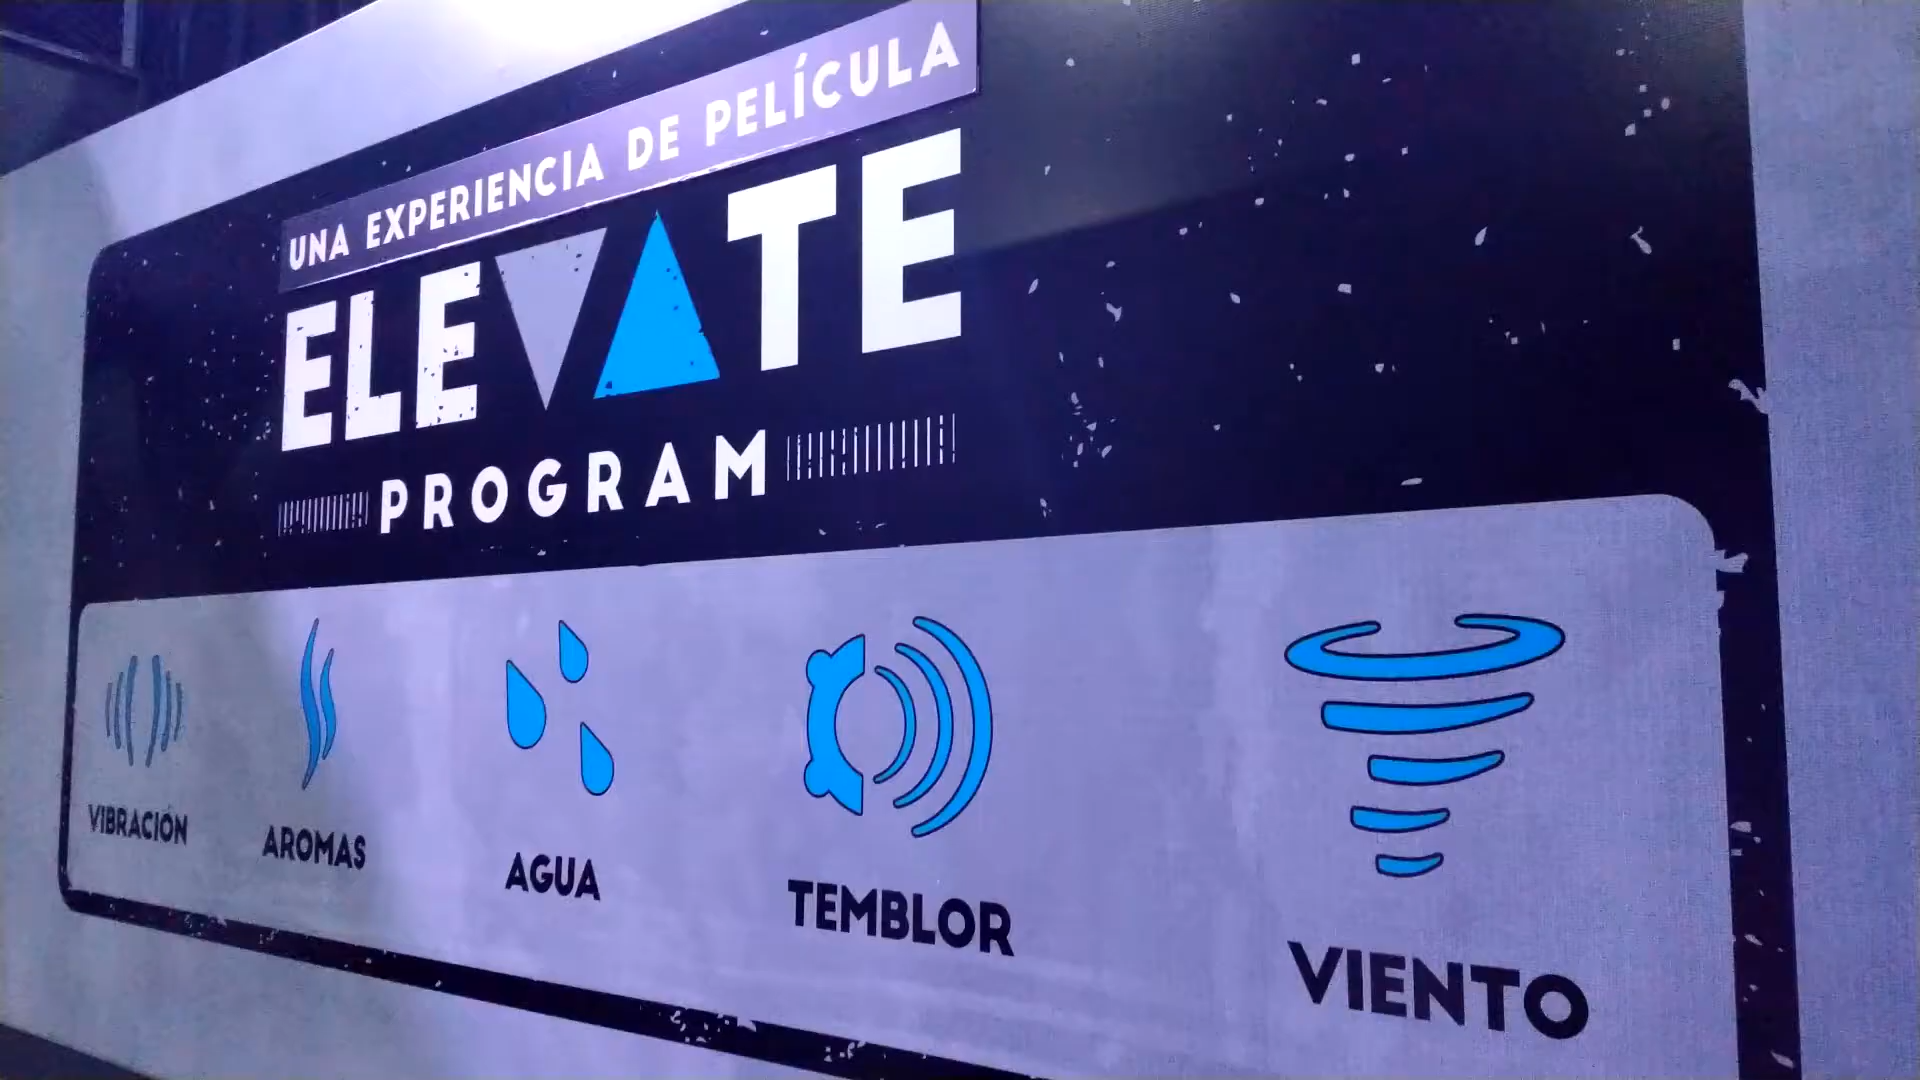 UNA EXPERIENCIA DE PELÍCULA
ELEVATE
PROGRAM
VIBRACIÓN
AROMAS
AGUA
TEMBLOR
VIENTO